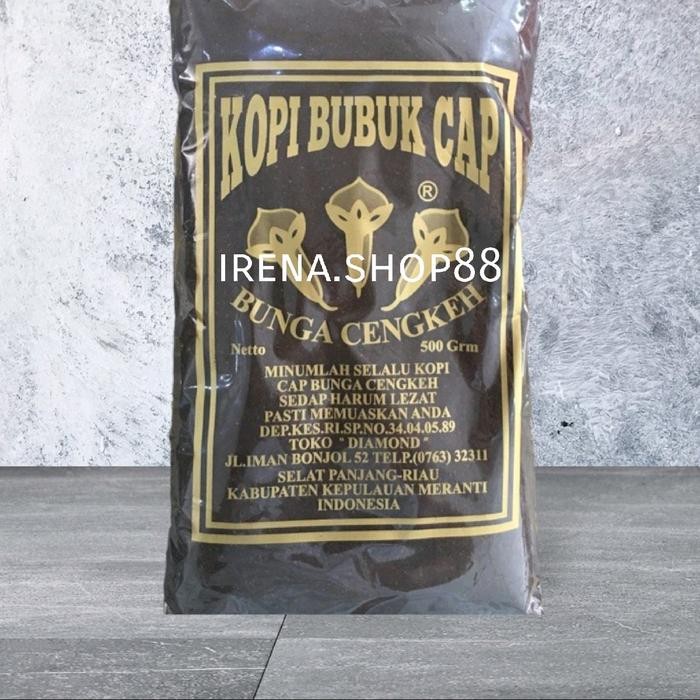 KOPI BUBUK CAP
®
IRENA.SHOP88
BUNGA CENGKEH
Netto 500 Grm
MINUMLAH SELALU KOPI
CAP BUNGA CENGKEH
SEDAP HARUM LEZAT
PASTI MEMUASKAN ANDA
DEP.KES.RI.SP.NO.34.04.05.89
TOKO "DIAMOND"
JL.IMAN BONJOL 52 TELP.(0763) 32311
SELAT PANJANG-RIAU
KABUPATEN KEPULAUAN MERANTI
INDONESIA